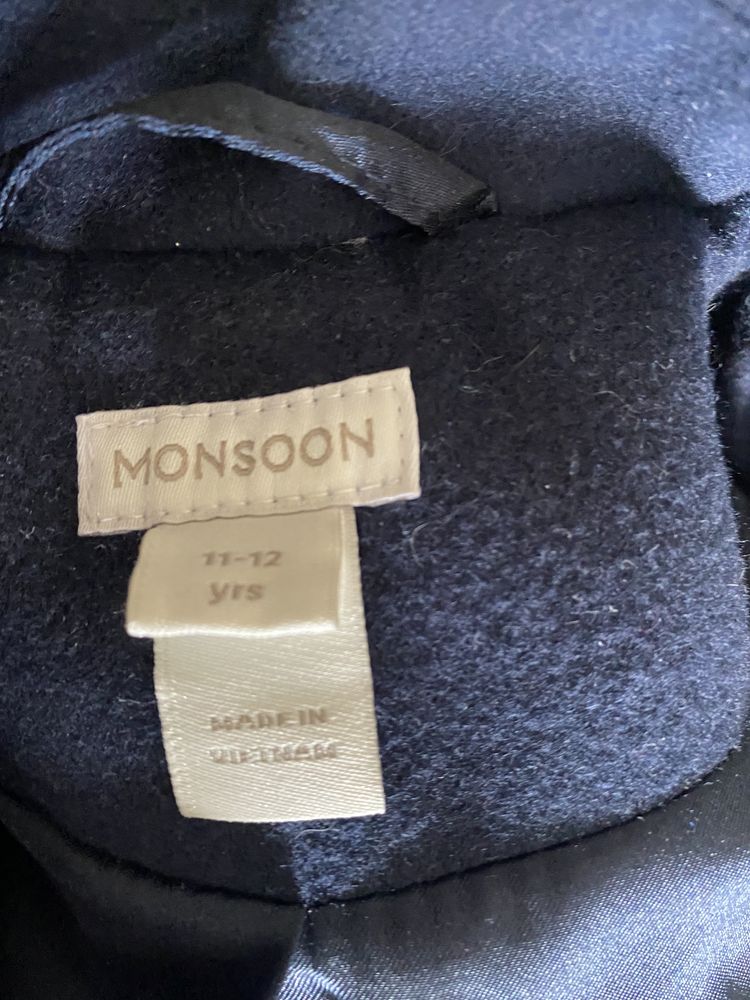 MONSOON
11-12
yrs
MADE IN
VIETNAM